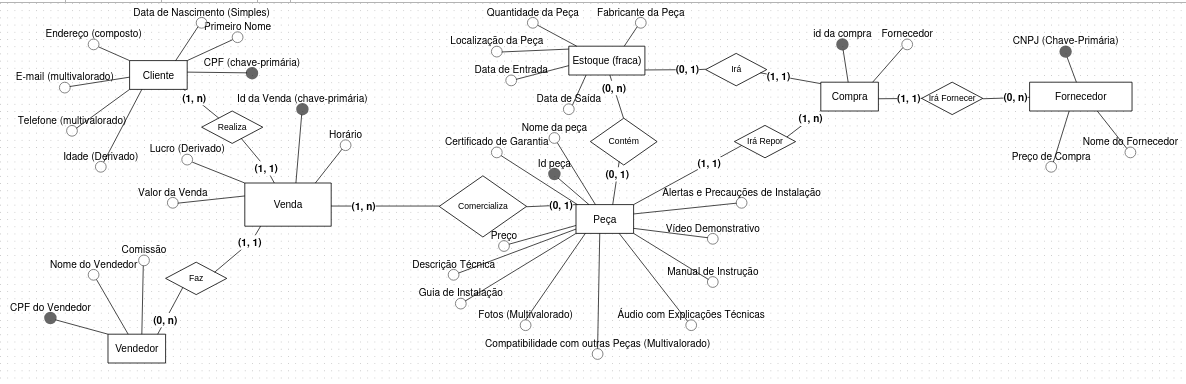 Data de Nascimento (Simples)
Primeiro Nome
Endereço (composto)
CPF (chave-primária)
Cliente
E-mail (multivalorado)
Telefone (multivalorado)
Idade (Derivado)
(1, n)
Realiza
(1, 1)
Id da Venda (chave-primária)
Horário
Lucro (Derivado)
Valor da Venda
Venda
(1, 1)
Faz
(0, n)
Comissão
Nome do Vendedor
CPF do Vendedor
Vendedor
(1, n)
Comercializa
(0, 1)
Quantidade da Peça
Fabricante da Peça
Localização da Peça
Estoque (fraca)
Data de Entrada
Data de Saída
(0, n)
Contém
(0, 1)
(0, 1)
Irá
(1, 1)
id da compra
Fornecedor
Compra
(1, n)
Irá Repor
(1, 1)
(1, 1)
Irá Fornecer
(0, n)
CNPJ (Chave-Primária)
Fornecedor
Preço de Compra
Nome do Fornecedor
Nome da peça
Certificado de Garantia
Id peça
Peça
Alertas e Precauções de Instalação
Vídeo Demonstrativo
Manual de Instrução
Áudio com Explicações Técnicas
Compatibilidade com outras Peças (Multivalorado)
Fotos (Multivalorado)
Guia de Instalação
Descrição Técnica
Preço